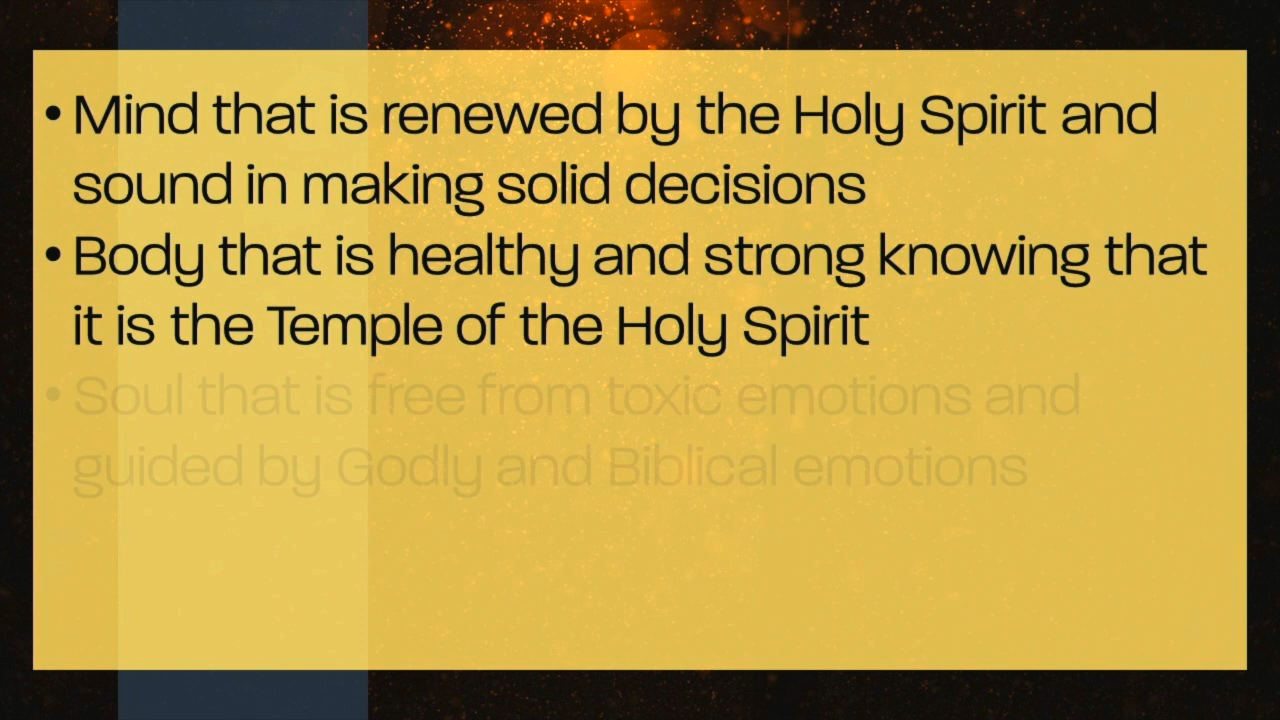 • Mind that is renewed by the Holy Spirit and
sound in making solid decisions
• Body that is healthy and strong knowing that
it is the Temple of the Holy Spirit
• Soul that is free from toxic emotions and
guided by Godly and Biblical emotions